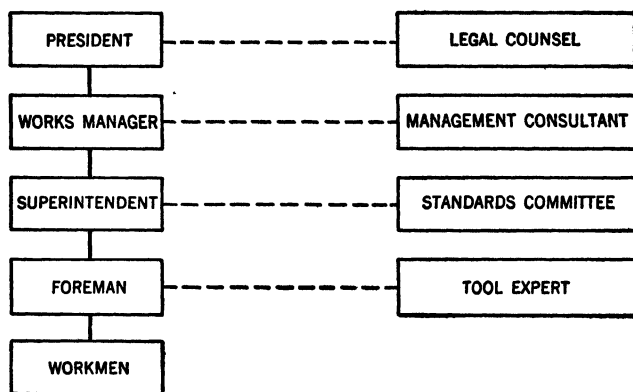 PRESIDENT
LEGAL COUNSEL
WORKS MANAGER
MANAGEMENT CONSULTANT
SUPERINTENDENT
STANDARDS COMMITTEE
FOREMAN
TOOL EXPERT
WORKMEN